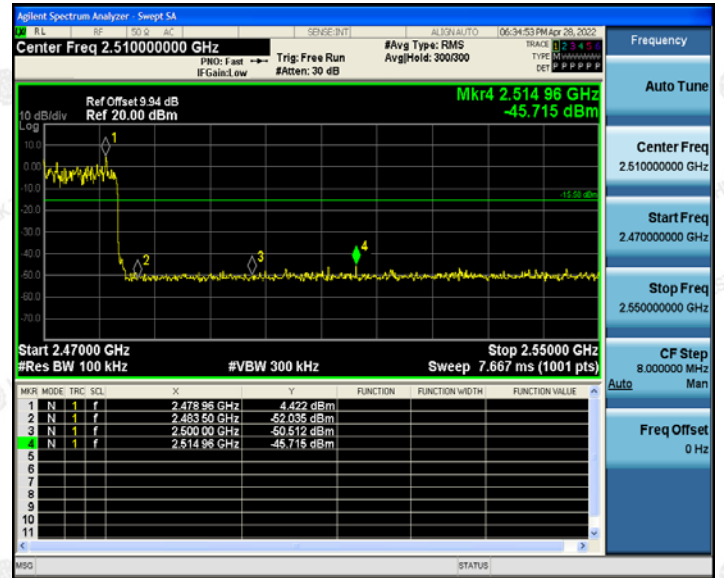 Agilent Spectrum Analyzer - Swept SA
RL RF 50 Ω AC SENSE:INT ALIGN AUTO 06:34:53 PM Apr 28, 2022
Center Freq 2.510000000 GHz
#Avg Type: RMS
TRACE 1 2 3 4 5 6
PNO: Fast
Trig: Free Run
Avg|Hold: 300/300
TYPE M
IFGain:Low
#Atten: 30 dB
DET P P P P P P
Mkr4 2.514 96 GHz
-45.715 dBm
Ref Offset 9.94 dB
10 dB/div Ref 20.00 dBm
Log
10.0
0.00
-10.0
-20.0
-30.0
-40.0
-50.0
-60.0
-70.0
1
2
3
4
-15.58 dBm
Start 2.47000 GHz Stop 2.55000 GHz
#Res BW 100 kHz #VBW 300 kHz Sweep 7.667 ms (1001 pts)
MKR MODE TRC SCL X Y FUNCTION FUNCTION WIDTH FUNCTION VALUE
1 N 1 f 2.478 96 GHz 4.422 dBm
2 N 1 f 2.483 50 GHz -52.035 dBm
3 N 1 f 2.500 00 GHz -50.512 dBm
4 N 1 f 2.514 96 GHz -45.715 dBm
5
6
7
8
9
10
11
MSG STATUS
Frequency
Auto Tune
Center Freq
2.510000000 GHz
Start Freq
2.470000000 GHz
Stop Freq
2.550000000 GHz
CF Step
8.000000 MHz
Auto Man
Freq Offset
0 Hz